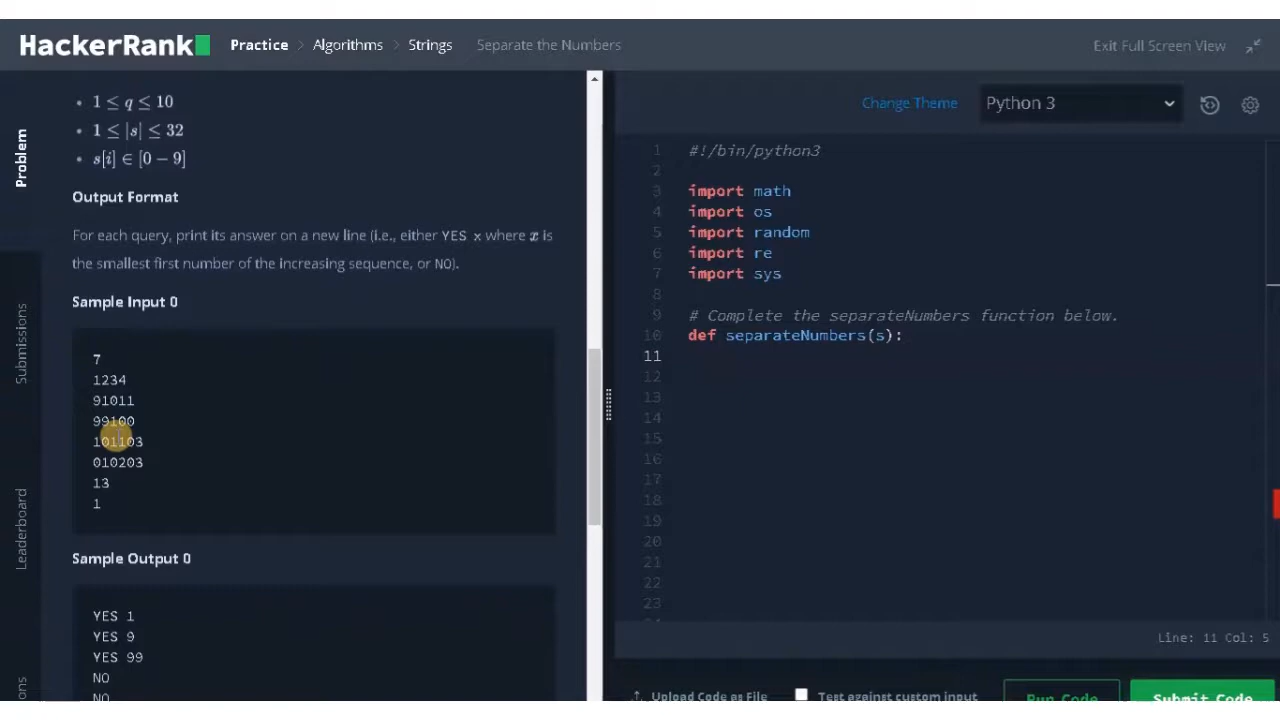 HackerRank Practice > Algorithms > Strings > Separate the Numbers Exit Full Screen View
Problem
Submissions
Leaderboard
• 1 ≤ q ≤ 10
• 1 ≤ |s| ≤ 32
• s[i] ∈ [0 − 9]
Output Format
For each query, print its answer on a new line (i.e., either YES x where x is
the smallest first number of the increasing sequence, or NO).
Sample Input 0
7
1234
91011
99100
101103
010203
13
1
Sample Output 0
YES 1
YES 9
YES 99
NO
NO
Change Theme Python 3
1 #!/bin/python3
2
3 import math
4 import os
5 import random
6 import re
7 import sys
8
9 # Complete the separateNumbers function below.
10 def separateNumbers(s):
11
12
13
14
15
16
17
18
19
20
21
22
23
Line: 11 Col: 5
Upload Code as File Test against custom input Run Code Submit Code